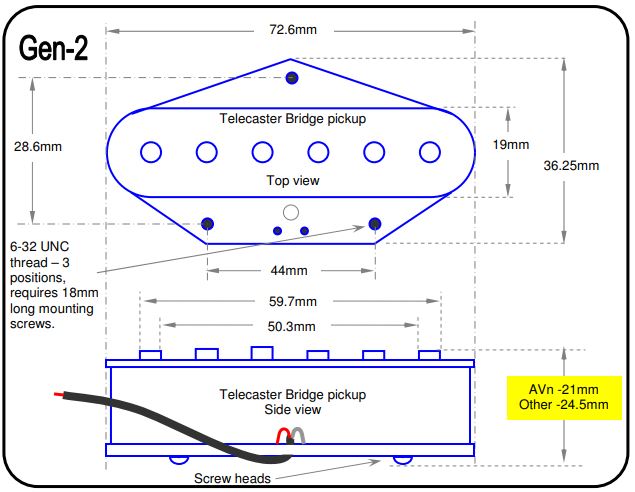 Gen-2
72.6mm
Telecaster Bridge pickup
28.6mm
19mm
36.25mm
Top view
6-32 UNC
thread – 3
positions,
requires 18mm
long mounting
screws.
44mm
59.7mm
50.3mm
Telecaster Bridge pickup
Side view
AVn -21mm
Other -24.5mm
Screw heads